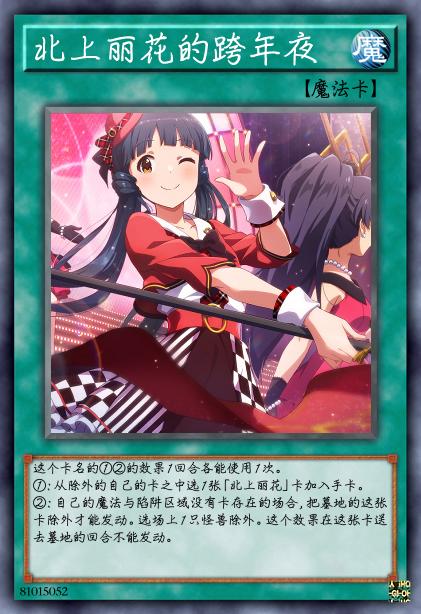 北上丽花的跨年夜
魔
【魔法卡】
这个卡名的①②的效果1回合各能使用1次。
①：从除外的自己的卡之中选1张「北上丽花」卡加入手卡。
②：自己的魔法与陷阱区域没有卡存在的场合，把墓地的这张
卡除外才能发动。选场上1只怪兽除外。这个效果在这张卡送
去墓地的回合不能发动。
81015052